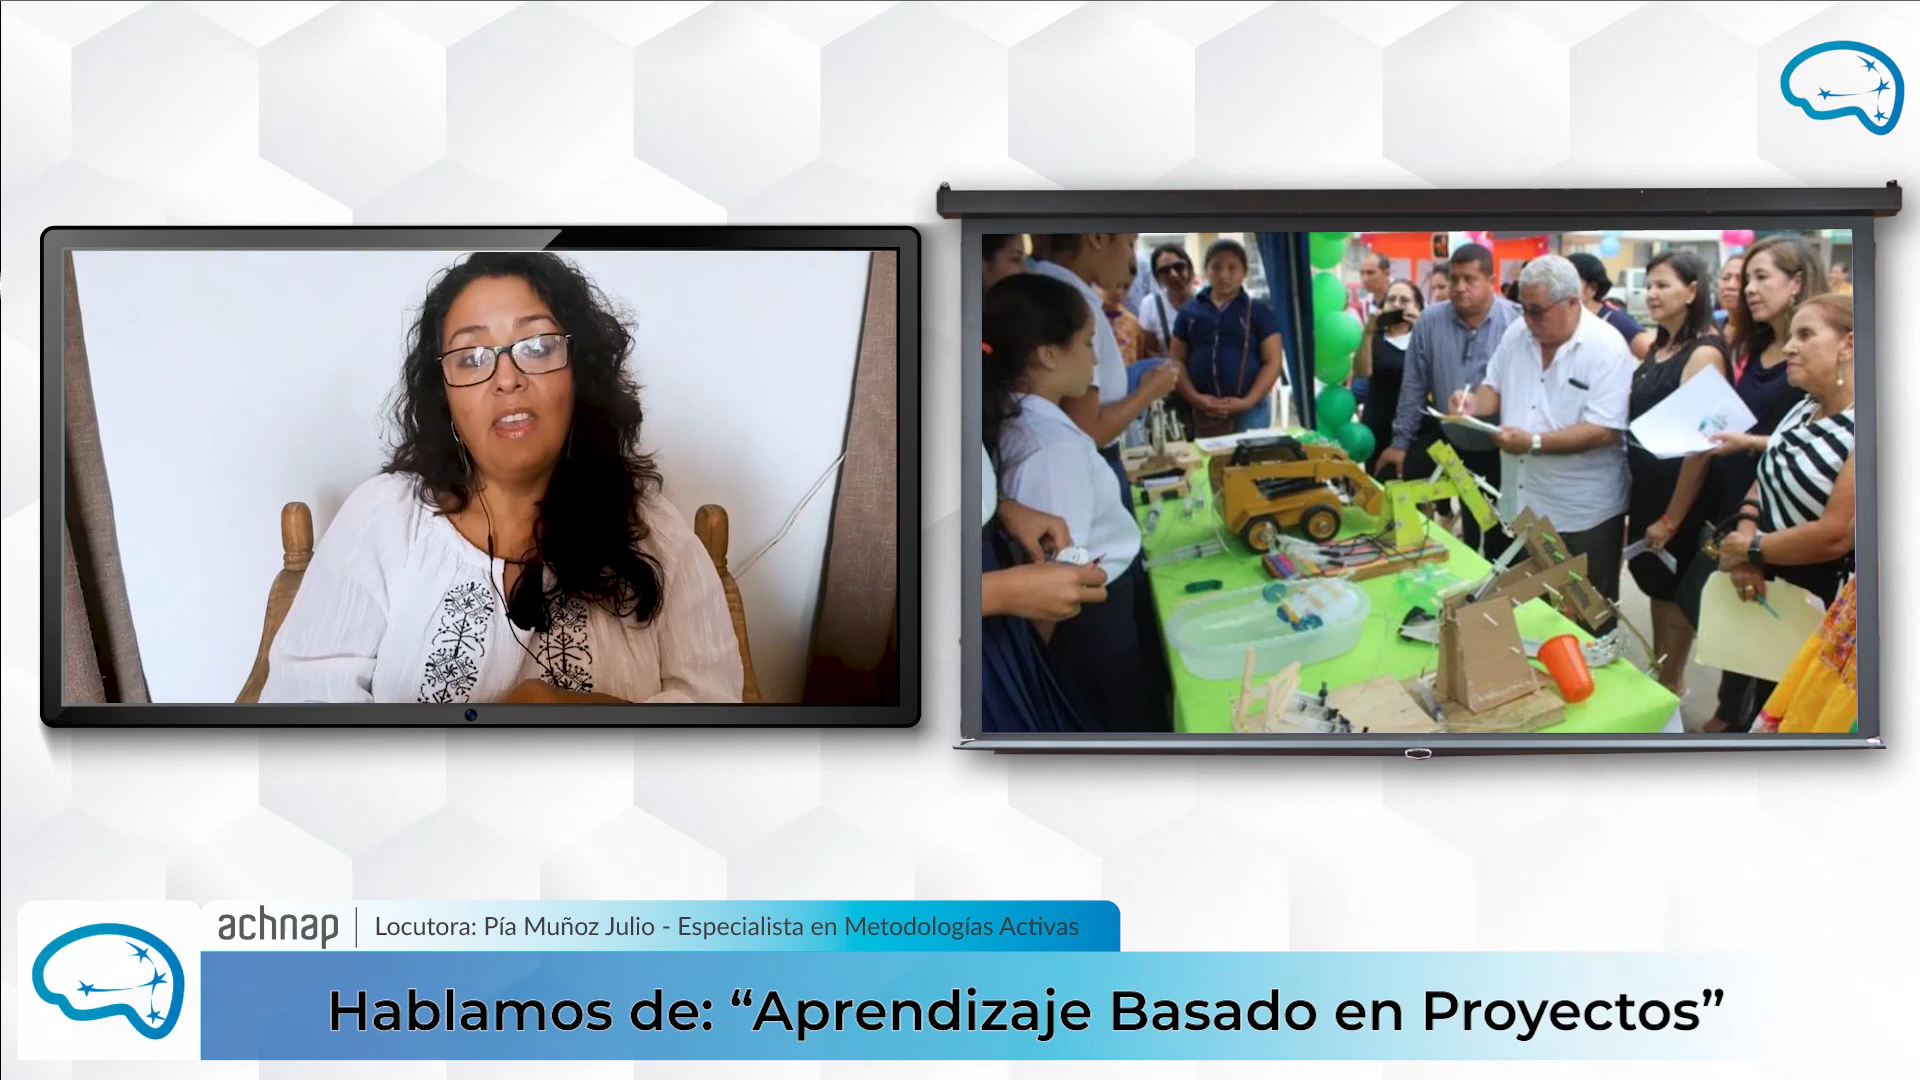 achnap
Locutora: Pía Muñoz Julio - Especialista en Metodologías Activas
Hablamos de: “Aprendizaje Basado en Proyectos”